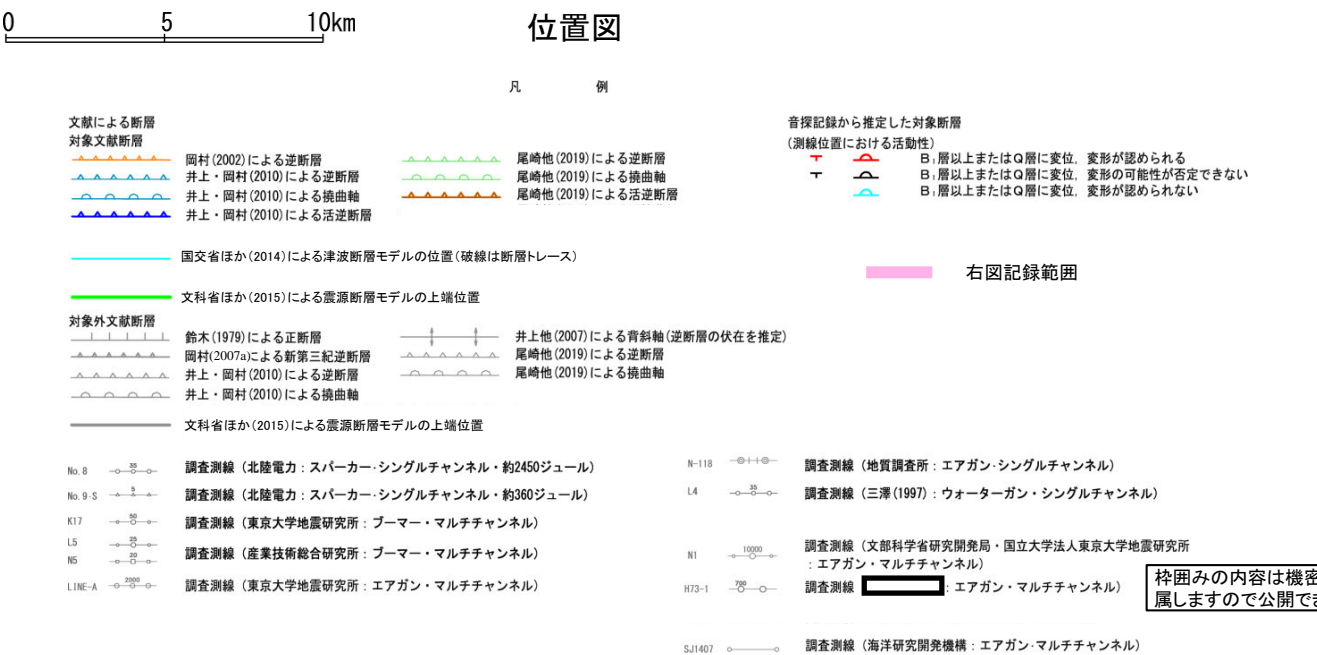 0 5 10km
位置図
凡 例
文献による断層
対象文献断層
岡村(2002)による逆断層
井上・岡村(2010)による逆断層
井上・岡村(2010)による撓曲軸
井上・岡村(2010)による活逆断層
尾崎他(2019)による逆断層
尾崎他(2019)による撓曲軸
尾崎他(2019)による活逆断層
国交省ほか(2014)による津波断層モデルの位置(破線は断層トレース)
文科省ほか(2015)による震源断層モデルの上端位置
対象外文献断層
鈴木(1979)による正断層
岡村(2007a)による新第三紀逆断層
井上・岡村(2010)による逆断層
井上・岡村(2010)による撓曲軸
井上他(2007)による背斜軸(逆断層の伏在を推定)
尾崎他(2019)による逆断層
尾崎他(2019)による撓曲軸
文科省ほか(2015)による震源断層モデルの上端位置
音探記録から推定した対象断層
(測線位置における活動性)
B₁層以上またはQ層に変位，変形が認められる
B₁層以上またはQ層に変位，変形の可能性が否定できない
B₁層以上またはQ層に変位，変形が認められない
右図記録範囲
No.8 35 調査測線（北陸電力：スパーカー・シングルチャンネル・約2450ジュール）
No.9-S 5 調査測線（北陸電力：スパーカー・シングルチャンネル・約360ジュール）
K17 50 調査測線（東京大学地震研究所：ブーマー・マルチチャンネル）
L5 25
N5 20 調査測線（産業技術総合研究所：ブーマー・マルチチャンネル）
LINE-A 2000 調査測線（東京大学地震研究所：エアガン・マルチチャンネル）
N-118 調査測線（地質調査所：エアガン・シングルチャンネル）
L4 35 調査測線（三澤(1997)：ウォーターガン・シングルチャンネル）
N1 10000 調査測線（文部科学省研究開発局・国立大学法人東京大学地震研究所
：エアガン・マルチチャンネル）
H73-1 700 調査測線 ：エアガン・マルチチャンネル）
SJ1407 調査測線（海洋研究開発機構：エアガン・マルチチャンネル）
枠囲みの内容は機密
属しますので公開でき